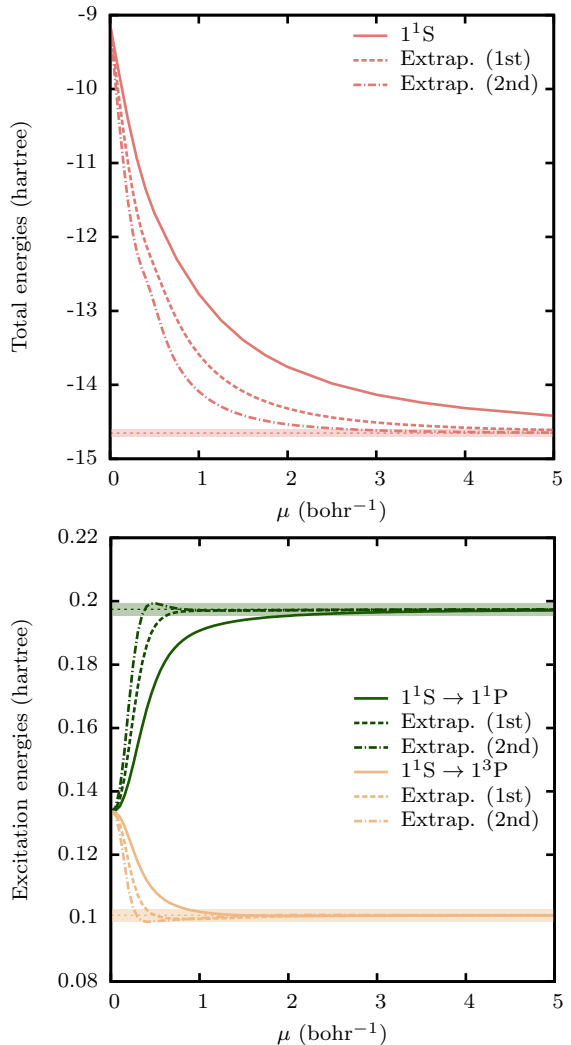 -9
-10
-11
-12
-13
-14
-15
Total energies (hartree)
1¹S
Extrap. (1st)
Extrap. (2nd)
0 1 2 3 4 5
μ (bohr⁻¹)
0.22
0.2
0.18
0.16
0.14
0.12
0.1
0.08
Excitation energies (hartree)
1¹S → 1¹P
Extrap. (1st)
Extrap. (2nd)
1¹S → 1³P
Extrap. (1st)
Extrap. (2nd)
0 1 2 3 4 5
μ (bohr⁻¹)